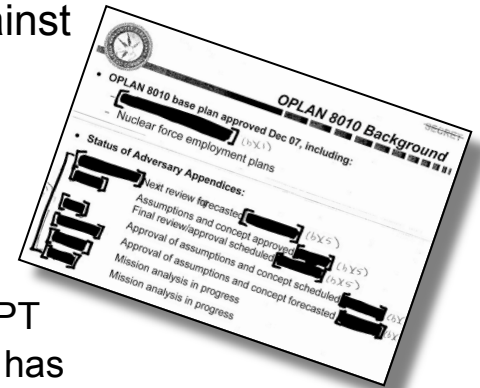 ainst
SECRET
OPLAN 8010 Background
• OPLAN 8010 base plan approved Dec 07, including:
– (b)(1)
– Nuclear force employment plans
• Status of Adversary Appendices:
Next review forecasted (b)(5)
Assumptions and concept approved (b)(5)
Final review/approval scheduled (b)(5)
Approval of assumptions and concept scheduled (b)(
Approval of assumptions and concept forecasted (b)(
Mission analysis in progress
Mission analysis in progress
PT
has